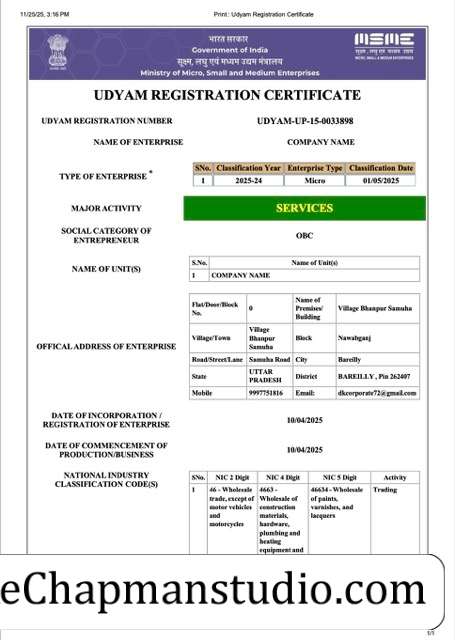 11/25/25, 3:16 PM Print : Udyam Registration Certificate
भारत सरकार
Government of India
सूक्ष्म, लघु एवं मध्यम उद्यम मंत्रालय
Ministry of Micro, Small and Medium Enterprises
MSME
सूक्ष्म, लघु एवं मध्यम उद्यम
MICRO, SMALL & MEDIUM ENTERPRISES
UDYAM REGISTRATION CERTIFICATE
UDYAM REGISTRATION NUMBER UDYAM-UP-15-0033898
NAME OF ENTERPRISE COMPANY NAME
TYPE OF ENTERPRISE *
SNo. Classification Year Enterprise Type Classification Date
1 2025-24 Micro 01/05/2025
MAJOR ACTIVITY SERVICES
SOCIAL CATEGORY OF
ENTREPRENEUR
OBC
NAME OF UNIT(S)
S.No. Name of Unit(s)
1 COMPANY NAME
OFFICAL ADDRESS OF ENTERPRISE
Flat/Door/Block
No.
0
Name of
Premises/
Building
Village Bhanpur Samuha
Village/Town
Village
Bhanpur
Samuha
Block Nawabganj
Road/Street/Lane Samuha Road City Bareilly
State
UTTAR
PRADESH
District BAREILLY , Pin 262407
Mobile 9997751816 Email: dkcorporate72@gmail.com
DATE OF INCORPORATION /
REGISTRATION OF ENTERPRISE
10/04/2025
DATE OF COMMENCEMENT OF
PRODUCTION/BUSINESS
10/04/2025
NATIONAL INDUSTRY
CLASSIFICATION CODE(S)
SNo. NIC 2 Digit NIC 4 Digit NIC 5 Digit Activity
1
46 - Wholesale
trade, except of
motor vehicles
and
motorcycles
4663 -
Wholesale of
construction
materials,
hardware,
plumbing and
heating
equipment and
46634 - Wholesale
of paints,
varnishes, and
lacquers
Trading
eChapmanstudio.com
1/1